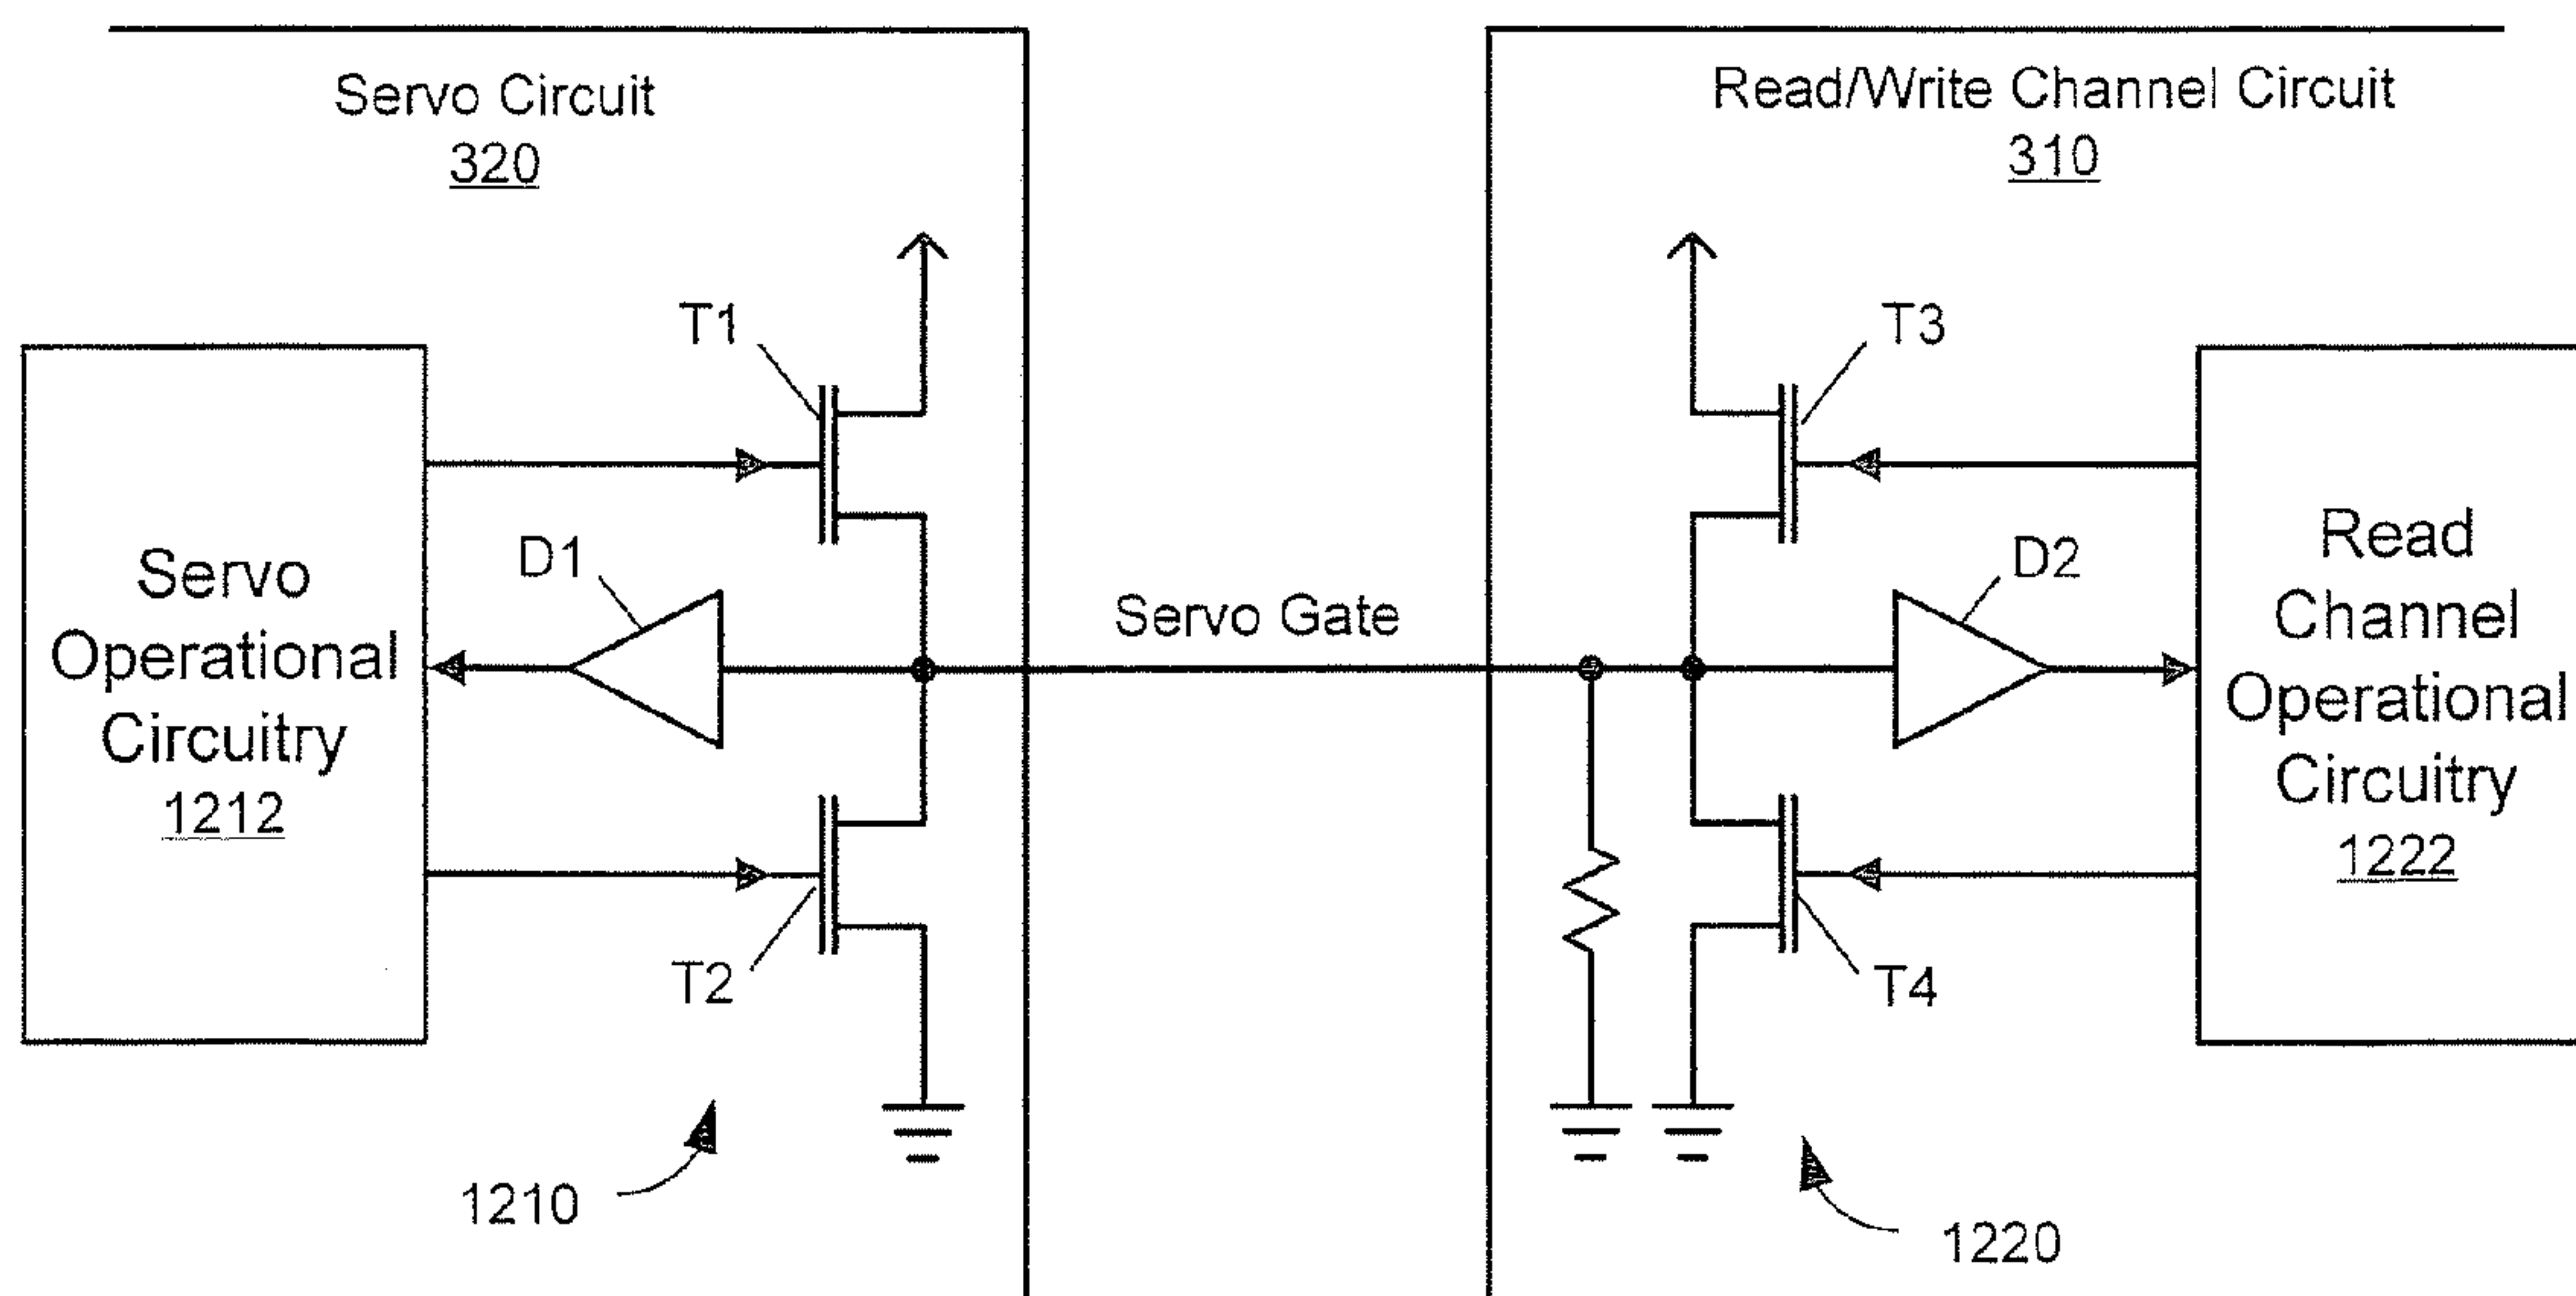 Servo Circuit
320
Read/Write Channel Circuit
310
T1
T3
Servo
Operational
Circuitry
1212
D1
Servo Gate
D2
Read
Channel
Operational
Circuitry
1222
T2
T4
1210
1220